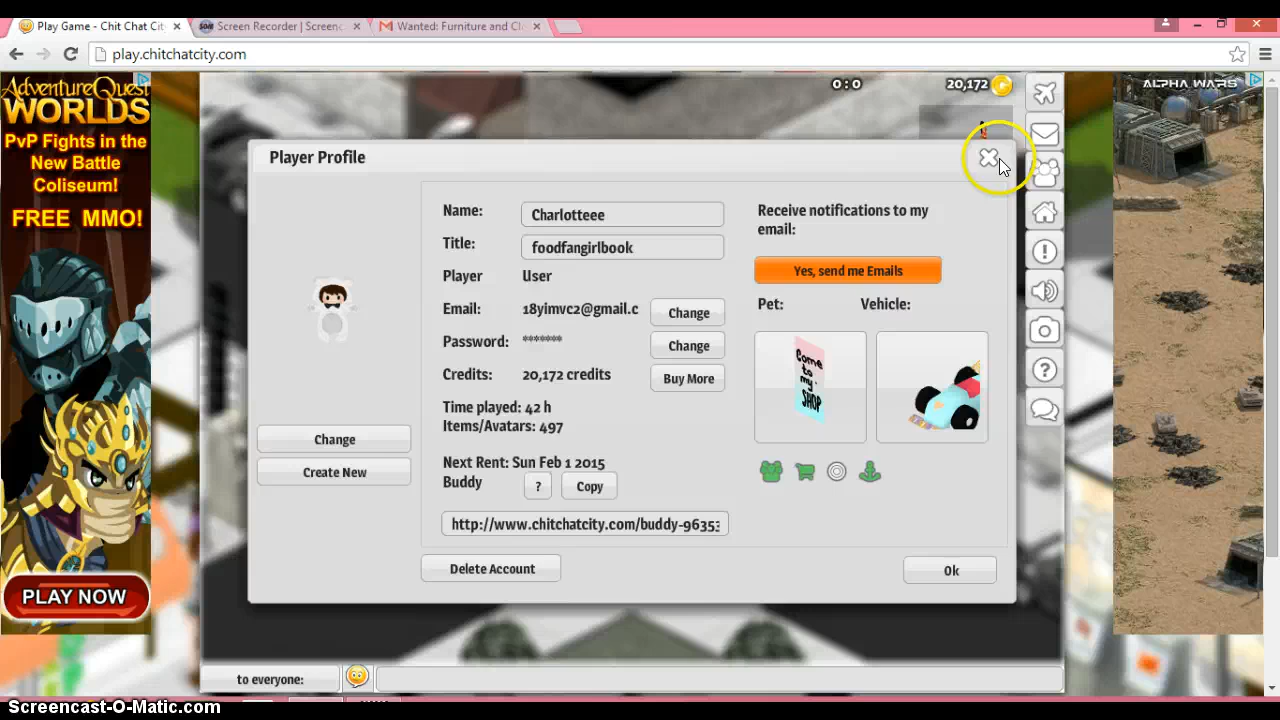 Play Game - Chit Chat Cit
Screen Recorder | Screenc
Wanted: Furniture and Cl
play.chitchatcity.com
AdventureQuest
WORLDS
PvP Fights in the
New Battle
Coliseum!
FREE MMO!
PLAY NOW
0 : 0
20,172
ALPHA WARS
Player Profile
Name:
Charlotteee
Title:
foodfangirlbook
Player
User
Email:
18yimvc2@gmail.c
Change
Password:
*******
Change
Credits:
20,172 credits
Buy More
Time played: 42 h
Items/Avatars: 497
Next Rent: Sun Feb 1 2015
Buddy
?
Copy
http://www.chitchatcity.com/buddy-96353
Delete Account
Change
Create New
Receive notifications to my
email:
Yes, send me Emails
Pet:
Vehicle:
Come
to
my
SHOP
Ok
to everyone:
Screencast-O-Matic.com